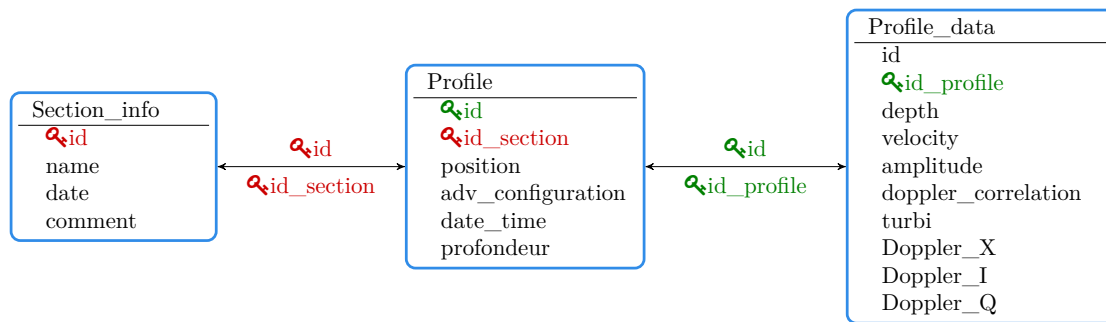 Section_info
id
name
date
comment
id
id_section
Profile
id
id_section
position
adv_configuration
date_time
profondeur
id
id_profile
Profile_data
id
id_profile
depth
velocity
amplitude
doppler_correlation
turbi
Doppler_X
Doppler_I
Doppler_Q